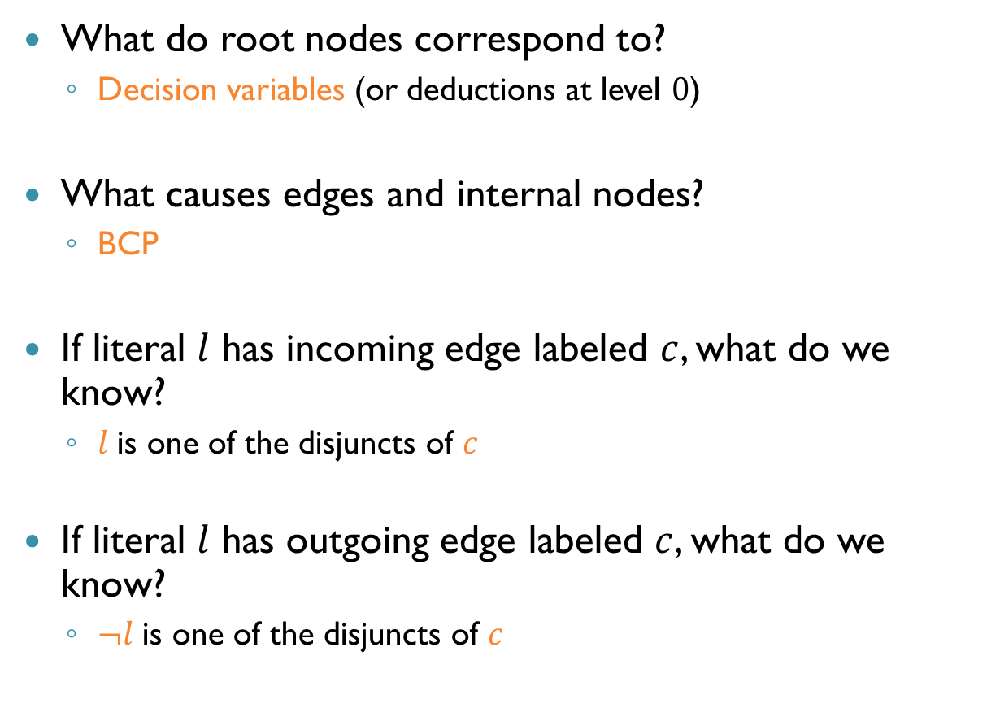 • What do root nodes correspond to?
◦ Decision variables (or deductions at level 0)
• What causes edges and internal nodes?
◦ BCP
• If literal l has incoming edge labeled c, what do we
know?
◦ l is one of the disjuncts of c
• If literal l has outgoing edge labeled c, what do we
know?
◦ ¬l is one of the disjuncts of c